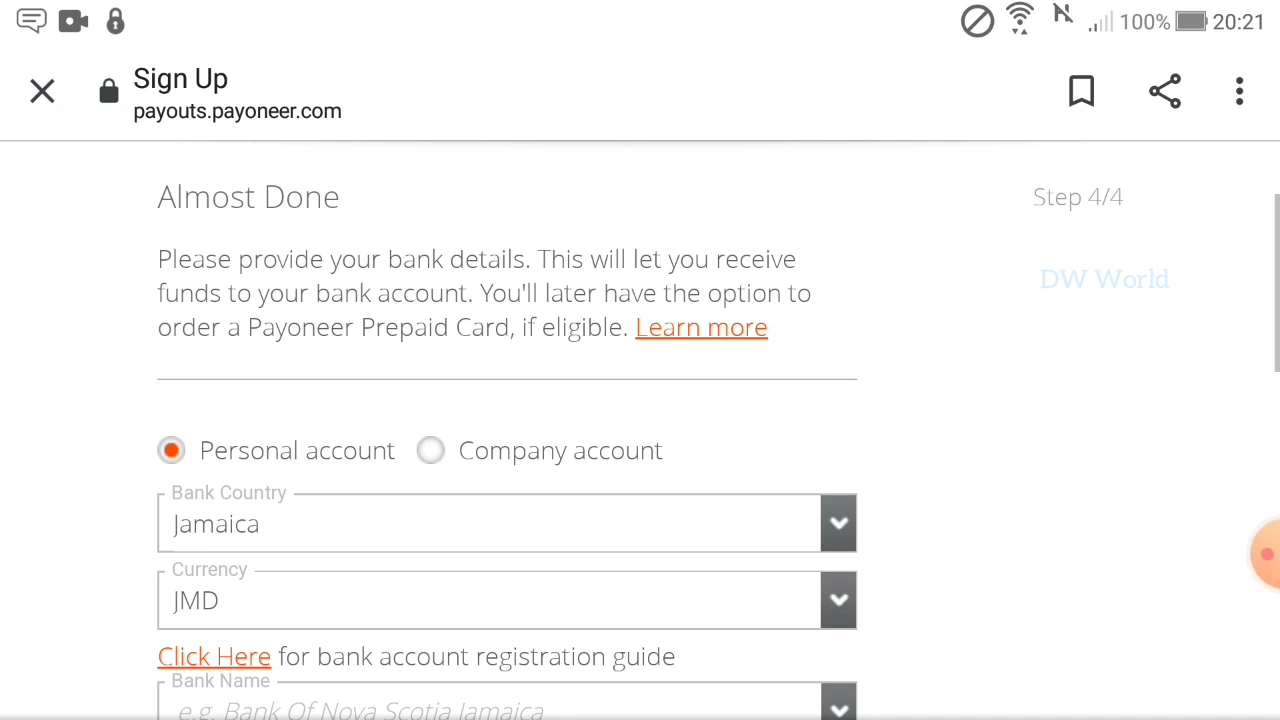 100% 20:21
Sign Up
payouts.payoneer.com
Almost Done
Step 4/4
Please provide your bank details. This will let you receive
funds to your bank account. You'll later have the option to
order a Payoneer Prepaid Card, if eligible. Learn more
DW World
Personal account Company account
Bank Country
Jamaica
Currency
JMD
Click Here for bank account registration guide
Bank Name
e.g. Bank Of Nova Scotia Jamaica